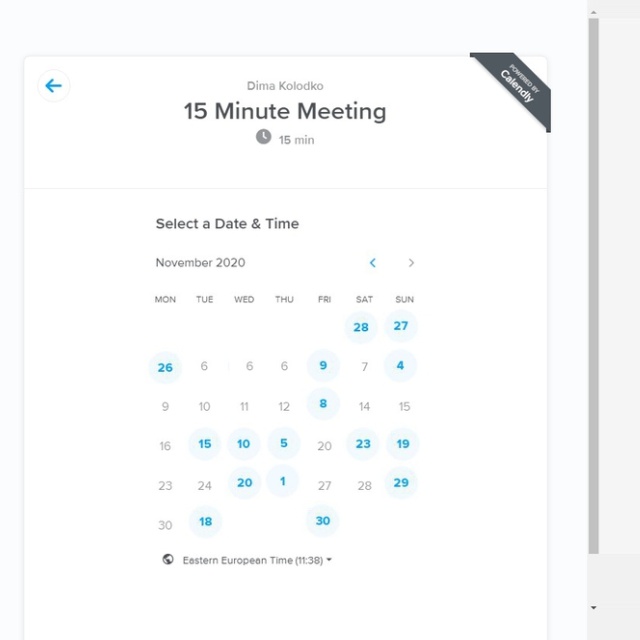 POWERED BY
Calendly
Dima Kolodko
15 Minute Meeting
15 min
Select a Date & Time
November 2020
MON TUE WED THU FRI SAT SUN
28 27
26 6 6 6 9 7 4
9 10 11 12 8 14 15
16 15 10 5 20 23 19
23 24 20 1 27 28 29
30 18 30
Eastern European Time (11:38)